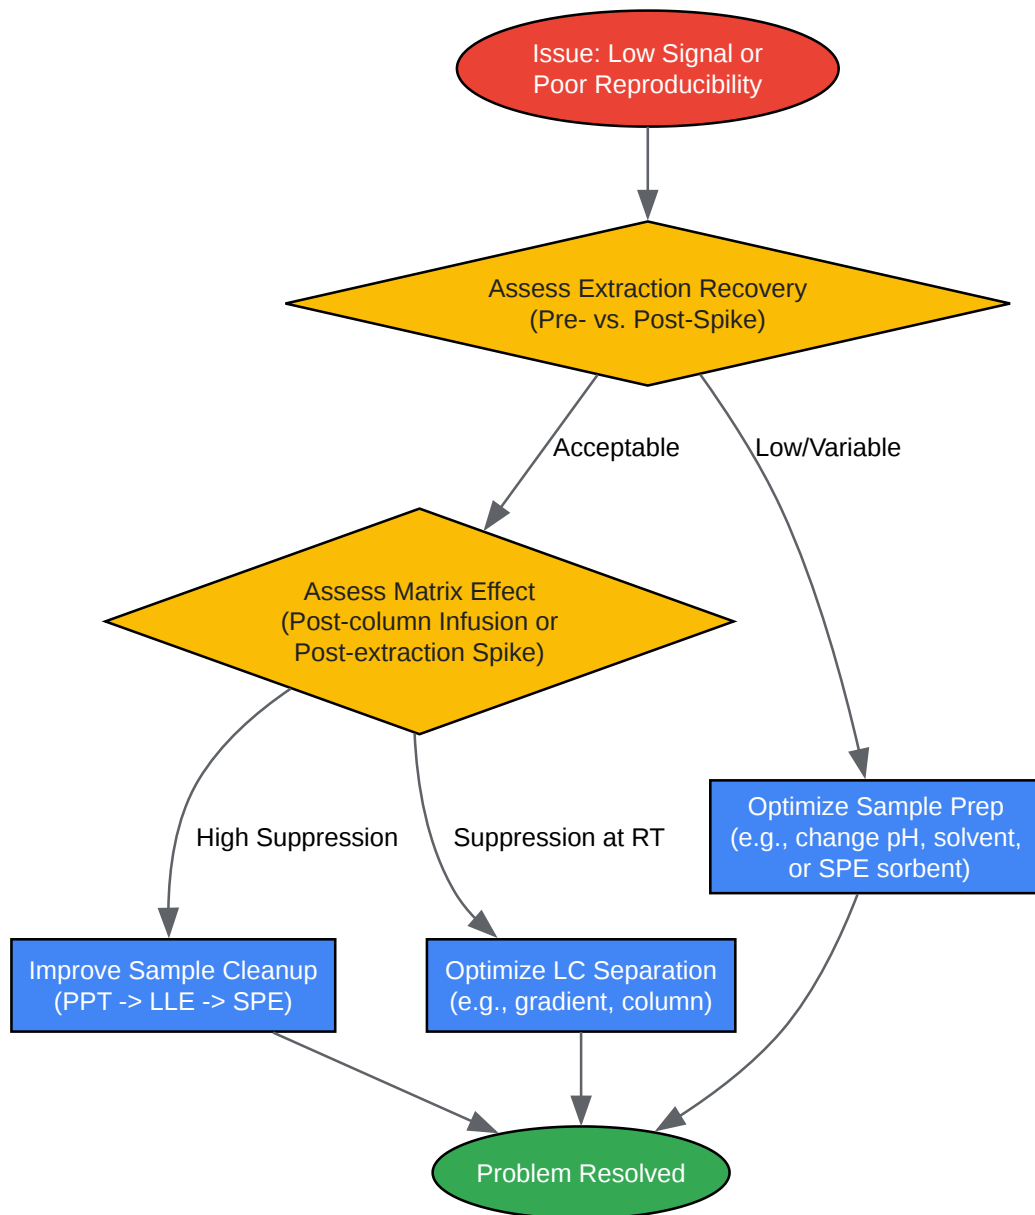 Issue: Low Signal or
Poor Reproducibility
Assess Extraction Recovery
(Pre- vs. Post-Spike)
Acceptable
Low/Variable
Assess Matrix Effect
(Post-column Infusion or
Post-extraction Spike)
High Suppression
Suppression at RT
Optimize Sample Prep
(e.g., change pH, solvent,
or SPE sorbent)
Improve Sample Cleanup
(PPT -> LLE -> SPE)
Optimize LC Separation
(e.g., gradient, column)
Problem Resolved